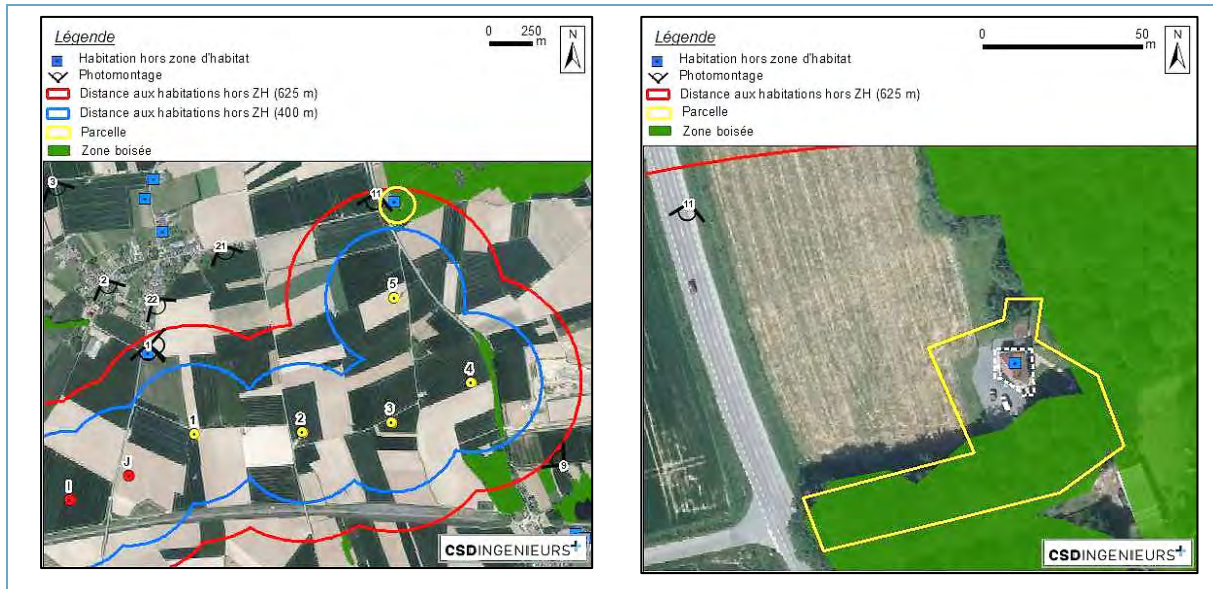 Légende
0 250
m
N
Habitation hors zone d'habitat
Photomontage
Distance aux habitations hors ZH (625 m)
Distance aux habitations hors ZH (400 m)
Parcelle
Zone boisée
3
11
21
2
22
5
1
4
1
2
3
J
I
9
CSDINGENIEURS+
Légende
0 50
m
N
Habitation hors zone d'habitat
Photomontage
Distance aux habitations hors ZH (625 m)
Parcelle
Zone boisée
11
CSDINGENIEURS+